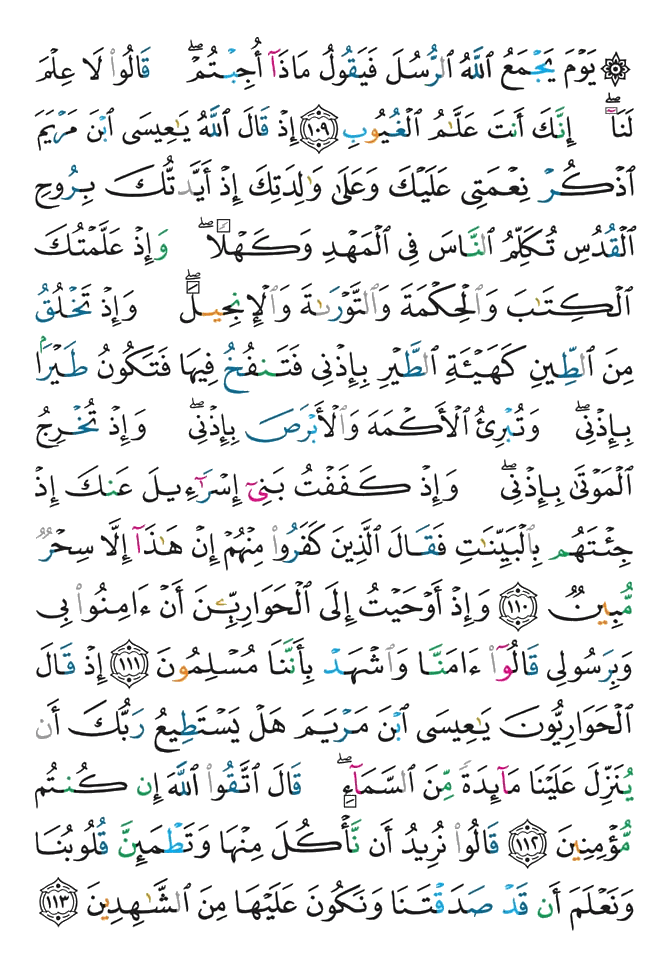 ۞ يَوْمَ يَجْمَعُ ٱللَّهُ ٱلرُّسُلَ فَيَقُولُ مَاذَآ أُجِبْتُمْ ۖ قَالُوا۟ لَا عِلْمَ
لَنَآ ۖ إِنَّكَ أَنتَ عَلَّـٰمُ ٱلْغُيُوبِ ١٠٩ إِذْ قَالَ ٱللَّهُ يَـٰعِيسَى ٱبْنَ مَرْيَمَ
ٱذْكُرْ نِعْمَتِى عَلَيْكَ وَعَلَىٰ وَٰلِدَتِكَ إِذْ أَيَّدتُّكَ بِرُوحِ
ٱلْقُدُسِ تُكَلِّمُ ٱلنَّاسَ فِى ٱلْمَهْدِ وَكَهْلًا ۖ وَإِذْ عَلَّمْتُكَ
ٱلْكِتَـٰبَ وَٱلْحِكْمَةَ وَٱلتَّوْرَىٰةَ وَٱلْإِنجِيلَ ۖ وَإِذْ تَخْلُقُ
مِنَ ٱلطِّينِ كَهَيْـَٔةِ ٱلطَّيْرِ بِإِذْنِى فَتَنفُخُ فِيهَا فَتَكُونُ طَيْرًۢا
بِإِذْنِى ۖ وَتُبْرِئُ ٱلْأَكْمَهَ وَٱلْأَبْرَصَ بِإِذْنِى ۖ وَإِذْ تُخْرِجُ
ٱلْمَوْتَىٰ بِإِذْنِى ۖ وَإِذْ كَفَفْتُ بَنِىٓ إِسْرَٰٓءِيلَ عَنكَ إِذْ
جِئْتَهُم بِٱلْبَيِّنَـٰتِ فَقَالَ ٱلَّذِينَ كَفَرُوا۟ مِنْهُمْ إِنْ هَـٰذَآ إِلَّا سِحْرٌ
مُّبِينٌ ١١٠ وَإِذْ أَوْحَيْتُ إِلَى ٱلْحَوَارِيِّـۧنَ أَنْ ءَامِنُوا۟ بِى
وَبِرَسُولِى قَالُوٓا۟ ءَامَنَّا وَٱشْهَدْ بِأَنَّنَا مُسْلِمُونَ ١١١ إِذْ قَالَ
ٱلْحَوَارِيُّونَ يَـٰعِيسَى ٱبْنَ مَرْيَمَ هَلْ يَسْتَطِيعُ رَبُّكَ أَن
يُنَزِّلَ عَلَيْنَا مَآئِدَةً مِّنَ ٱلسَّمَآءِ ۖ قَالَ ٱتَّقُوا۟ ٱللَّهَ إِن كُنتُم
مُّؤْمِنِينَ ١١٢ قَالُوا۟ نُرِيدُ أَن نَّأْكُلَ مِنْهَا وَتَطْمَئِنَّ قُلُوبُنَا
وَنَعْلَمَ أَن قَدْ صَدَقْتَنَا وَنَكُونَ عَلَيْهَا مِنَ ٱلشَّـٰهِدِينَ ١١٣